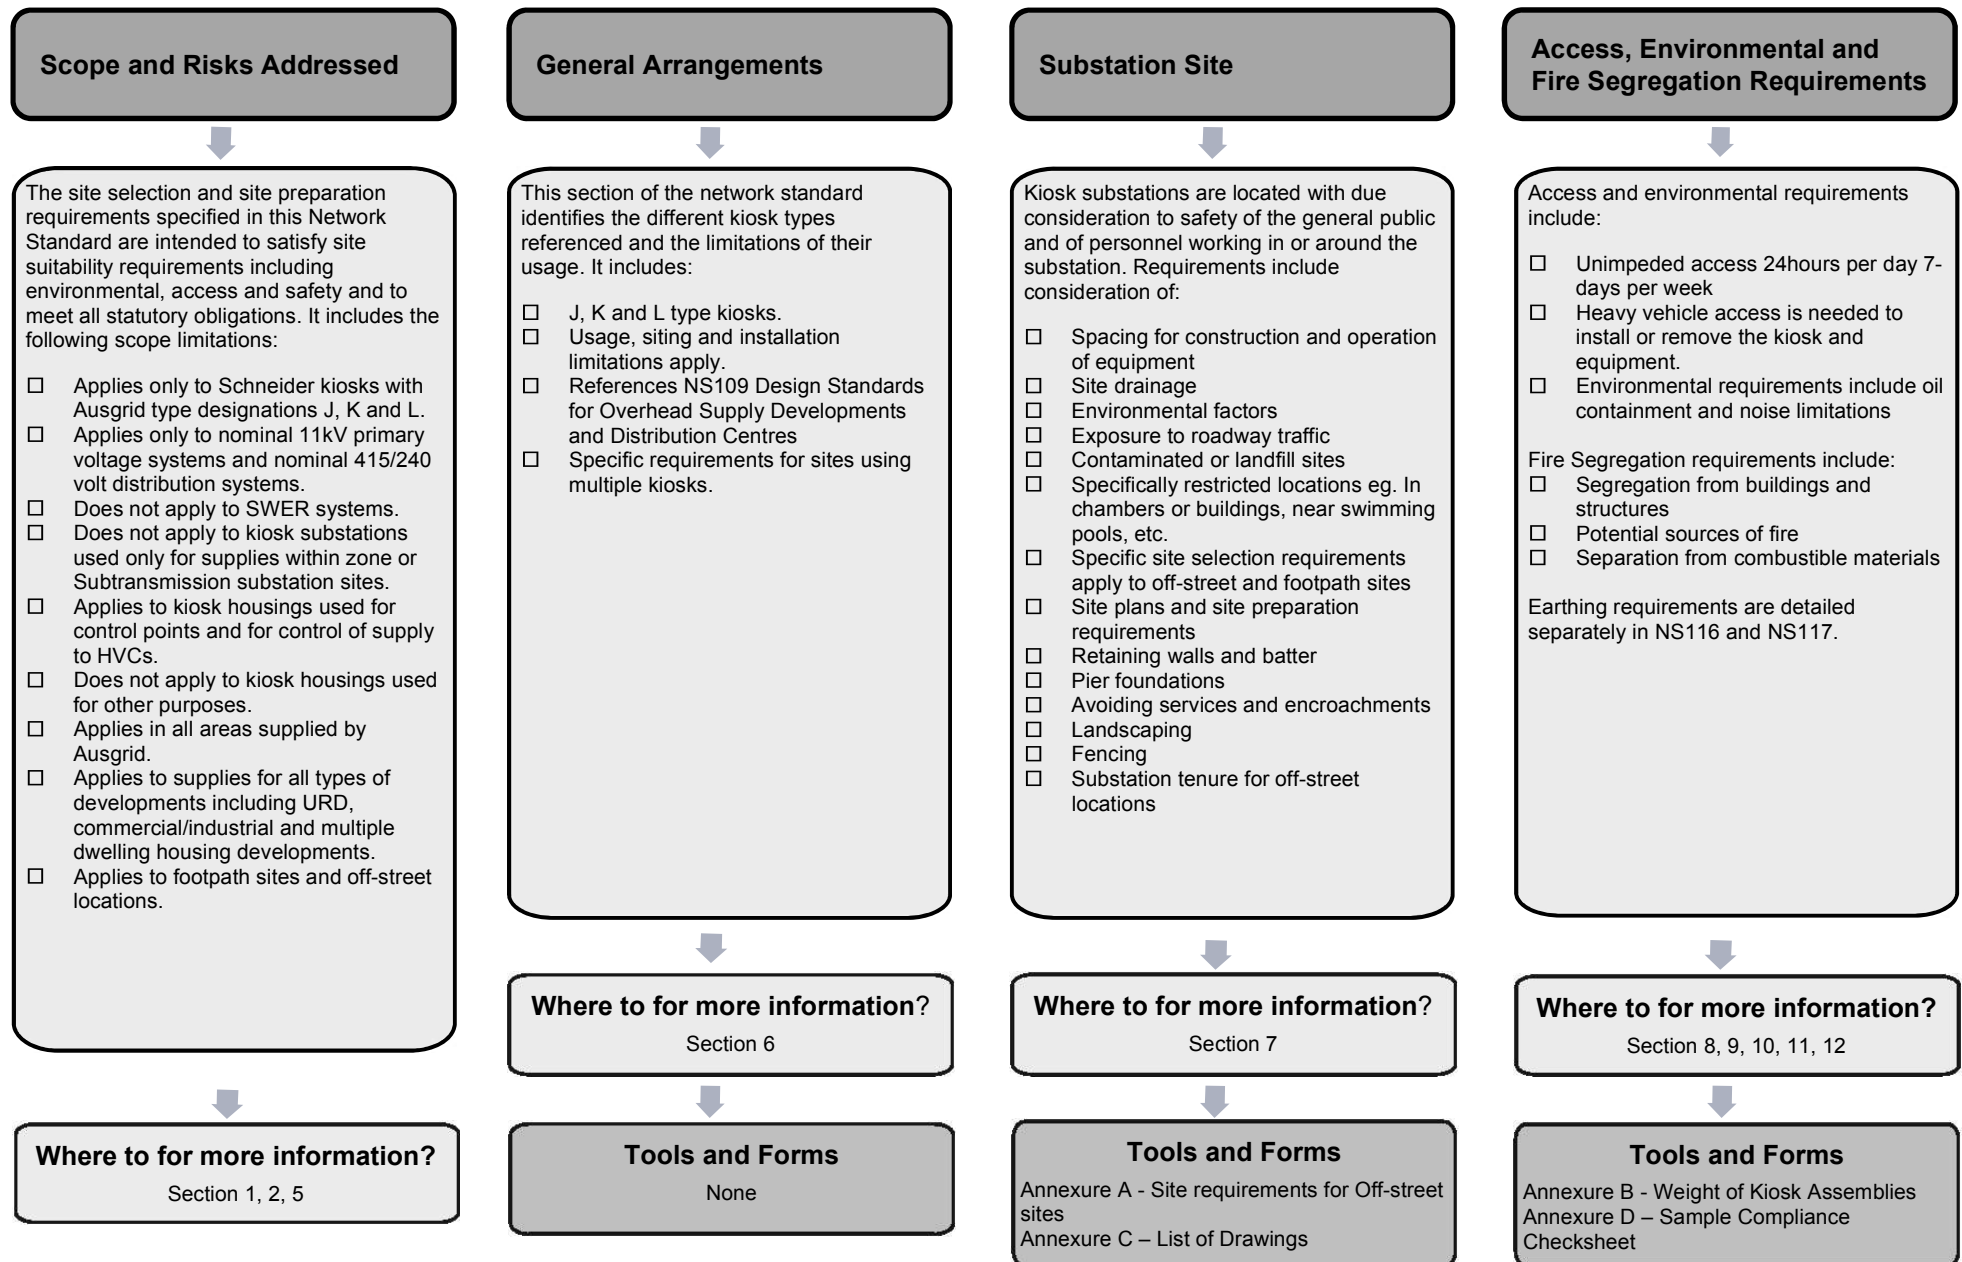 Scope and Risks Addressed
The site selection and site preparation
requirements specified in this Network
Standard are intended to satisfy site
suitability requirements including
environmental, access and safety and to
meet all statutory obligations. It includes the
following scope limitations:
☐ Applies only to Schneider kiosks with
Ausgrid type designations J, K and L.
☐ Applies only to nominal 11kV primary
voltage systems and nominal 415/240
volt distribution systems.
☐ Does not apply to SWER systems.
☐ Does not apply to kiosk substations
used only for supplies within zone or
Subtransmission substation sites.
☐ Applies to kiosk housings used for
control points and for control of supply
to HVCs.
☐ Does not apply to kiosk housings used
for other purposes.
☐ Applies in all areas supplied by
Ausgrid.
☐ Applies to supplies for all types of
developments including URD,
commercial/industrial and multiple
dwelling housing developments.
☐ Applies to footpath sites and off-street
locations.
Where to for more information?
Section 1, 2, 5
General Arrangements
This section of the network standard
identifies the different kiosk types
referenced and the limitations of their
usage. It includes:
☐ J, K and L type kiosks.
☐ Usage, siting and installation
limitations apply.
☐ References NS109 Design Standards
for Overhead Supply Developments
and Distribution Centres
☐ Specific requirements for sites using
multiple kiosks.
Where to for more information?
Section 6
Tools and Forms
None
Substation Site
Kiosk substations are located with due
consideration to safety of the general public
and of personnel working in or around the
substation. Requirements include
consideration of:
☐ Spacing for construction and operation
of equipment
☐ Site drainage
☐ Environmental factors
☐ Exposure to roadway traffic
☐ Contaminated or landfill sites
☐ Specifically restricted locations eg. In
chambers or buildings, near swimming
pools, etc.
☐ Specific site selection requirements
apply to off-street and footpath sites
☐ Site plans and site preparation
requirements
☐ Retaining walls and batter
☐ Pier foundations
☐ Avoiding services and encroachments
☐ Landscaping
☐ Fencing
☐ Substation tenure for off-street
locations
Where to for more information?
Section 7
Tools and Forms
Annexure A - Site requirements for Off-street
sites
Annexure C – List of Drawings
Access, Environmental and
Fire Segregation Requirements
Access and environmental requirements
include:
☐ Unimpeded access 24hours per day 7-
days per week
☐ Heavy vehicle access is needed to
install or remove the kiosk and
equipment.
☐ Environmental requirements include oil
containment and noise limitations
Fire Segregation requirements include:
☐ Segregation from buildings and
structures
☐ Potential sources of fire
☐ Separation from combustible materials
Earthing requirements are detailed
separately in NS116 and NS117.
Where to for more information?
Section 8, 9, 10, 11, 12
Tools and Forms
Annexure B - Weight of Kiosk Assemblies
Annexure D – Sample Compliance
Checksheet